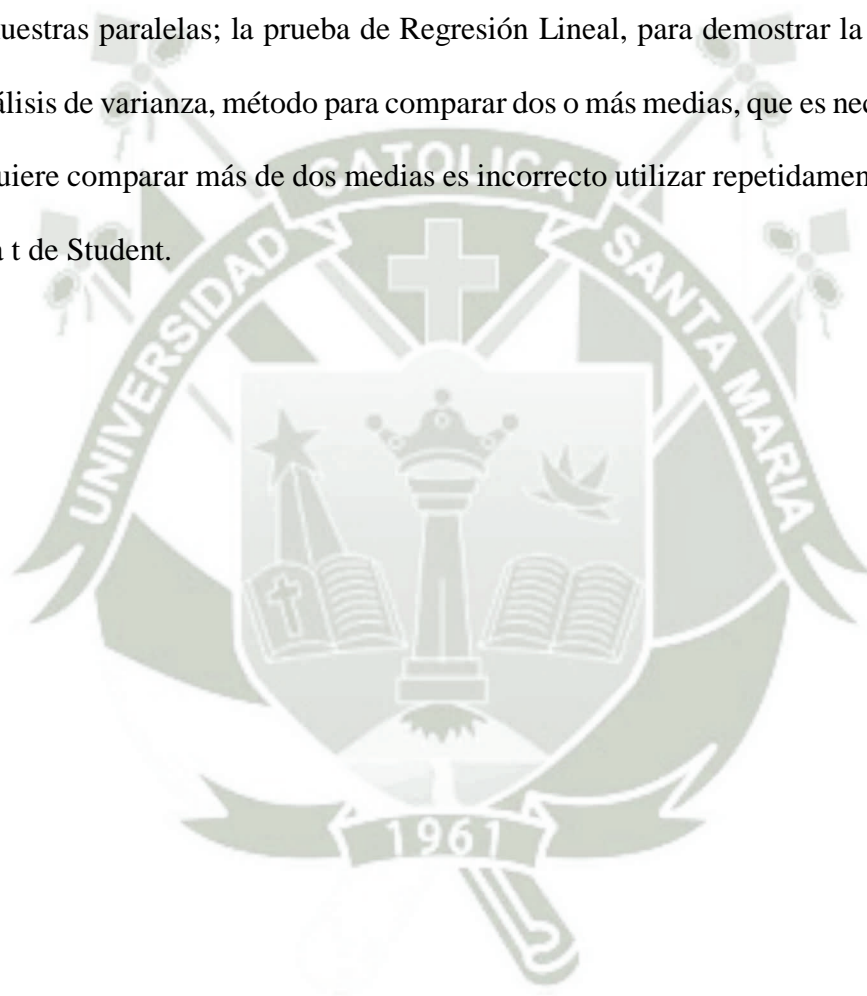 uestras paralelas; la prueba de Regresión Lineal, para demostrar la
álisis de varianza, método para comparar dos o más medias, que es nec
uiere comparar más de dos medias es incorrecto utilizar repetidamen
a t de Student.
UNIVERSIDAD CATOLICA SANTA MARIA
1961